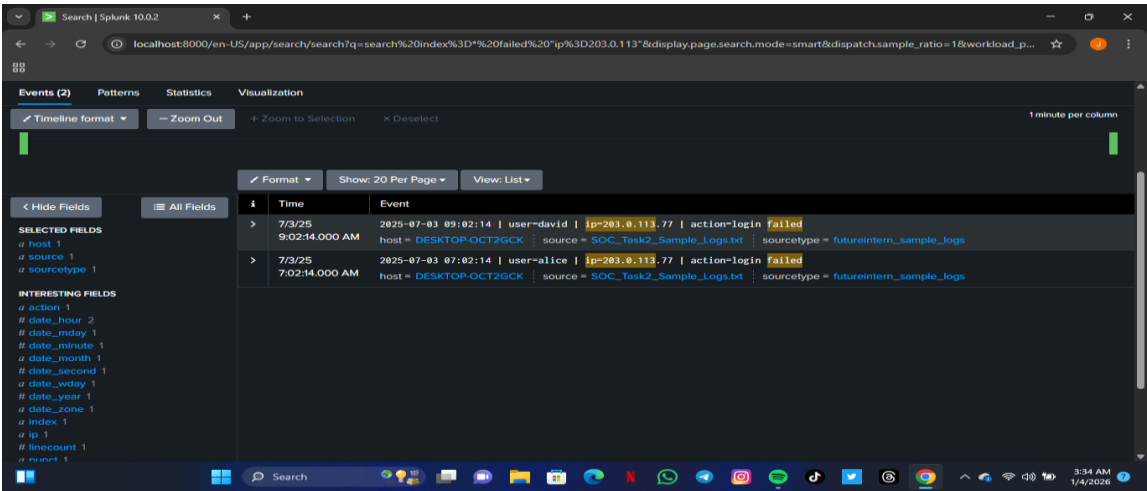 Search | Splunk 10.0.2
localhost:8000/en-US/app/search/search?q=search%20index%3D*%20failed%20"ip%3D203.0.113"&display.page.search.mode=smart&dispatch.sample_ratio=1&workload_p...
Events (2) Patterns Statistics Visualization
Timeline format Zoom Out + Zoom to Selection × Deselect 1 minute per column
Format Show: 20 Per Page View: List
< Hide Fields All Fields i Time Event
SELECTED FIELDS
a host 1
a source 1
a sourcetype 1
> 7/3/25 9:02:14.000 AM
2025-07-03 09:02:14 | user=david | ip=203.0.113.77 | action=login failed
host = DESKTOP-OCT2GCK source = SOC_Task2_Sample_Logs.txt sourcetype = futureintern_sample_logs
> 7/3/25 7:02:14.000 AM
2025-07-03 07:02:14 | user=alice | ip=203.0.113.77 | action=login failed
host = DESKTOP-OCT2GCK source = SOC_Task2_Sample_Logs.txt sourcetype = futureintern_sample_logs
INTERESTING FIELDS
a action 1
# date_hour 2
# date_mday 1
# date_minute 1
a date_month 1
# date_second 1
a date_wday 1
# date_year 1
a date_zone 1
a index 1
a ip 1
# linecount 1
a punct 1
Search
3:34 AM
1/4/2026